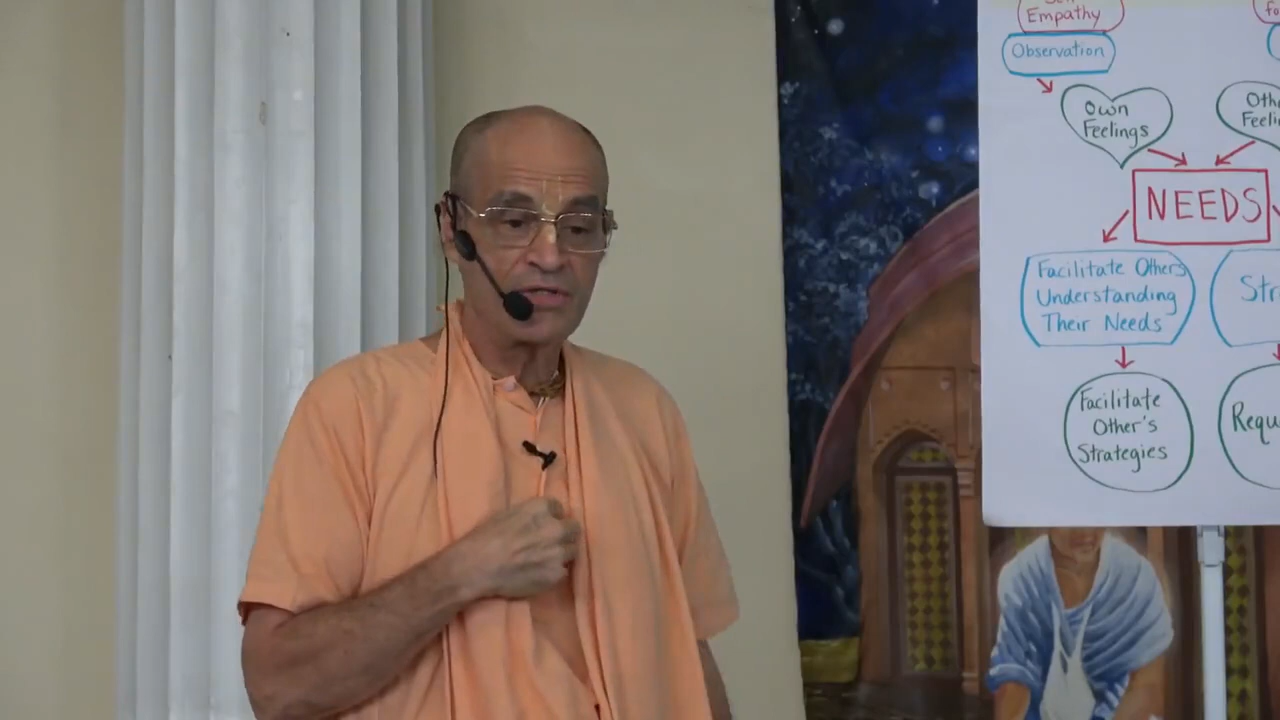 Empathy
Observation
Own
Feelings
NEEDS
Facilitate Others
Understanding
Their Needs
Facilitate
Other's
Strategies